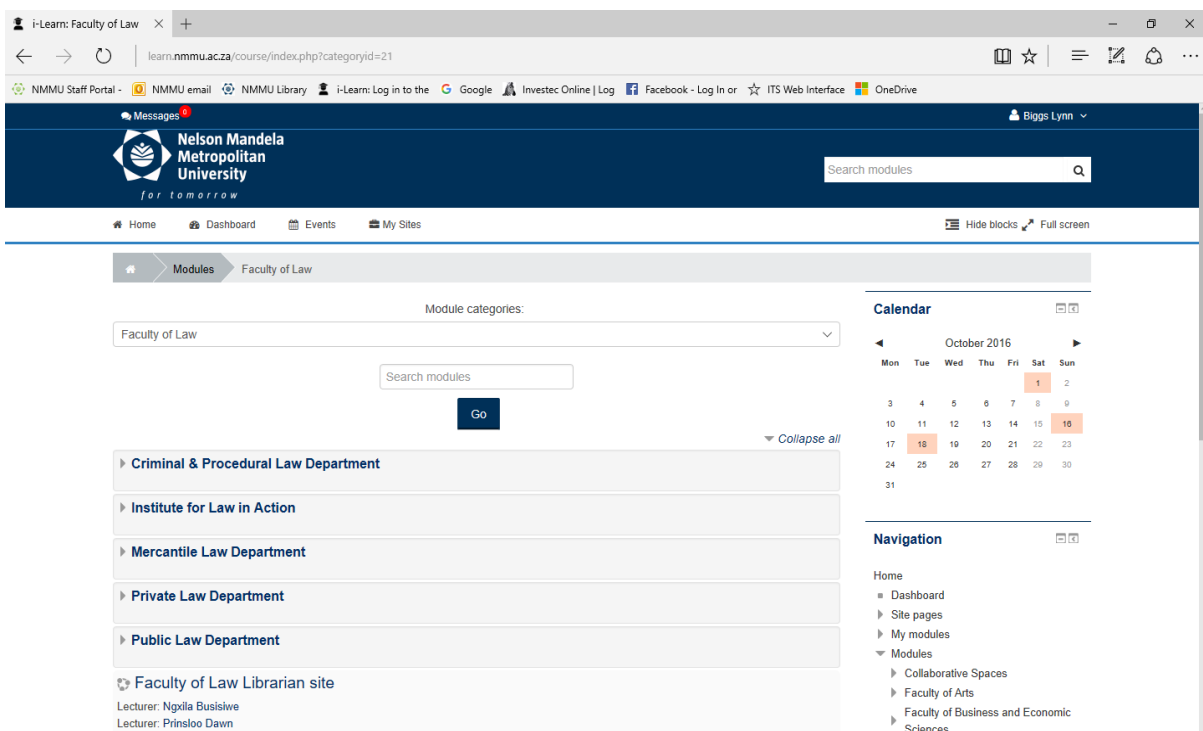 i-Learn: Faculty of Law
learn.nmmu.ac.za/course/index.php?categoryid=21
NMMU Staff Portal - NMMU email NMMU Library i-Learn: Log in to the Google Investec Online | Log Facebook - Log In or ITS Web Interface OneDrive
Messages 0 Biggs Lynn
Nelson Mandela
Metropolitan
University
for tomorrow
Search modules
Home Dashboard Events My Sites Hide blocks Full screen
Modules Faculty of Law
Module categories:
Faculty of Law
Search modules
Go
Collapse all
Criminal & Procedural Law Department
Institute for Law in Action
Mercantile Law Department
Private Law Department
Public Law Department
Faculty of Law Librarian site
Lecturer: Ngxila Busisiwe
Lecturer: Prinsloo Dawn
Calendar
October 2016
Mon Tue Wed Thu Fri Sat Sun
1 2
3 4 5 6 7 8 9
10 11 12 13 14 15 16
17 18 19 20 21 22 23
24 25 26 27 28 29 30
31
Navigation
Home
Dashboard
Site pages
My modules
Modules
Collaborative Spaces
Faculty of Arts
Faculty of Business and Economic
Sciences